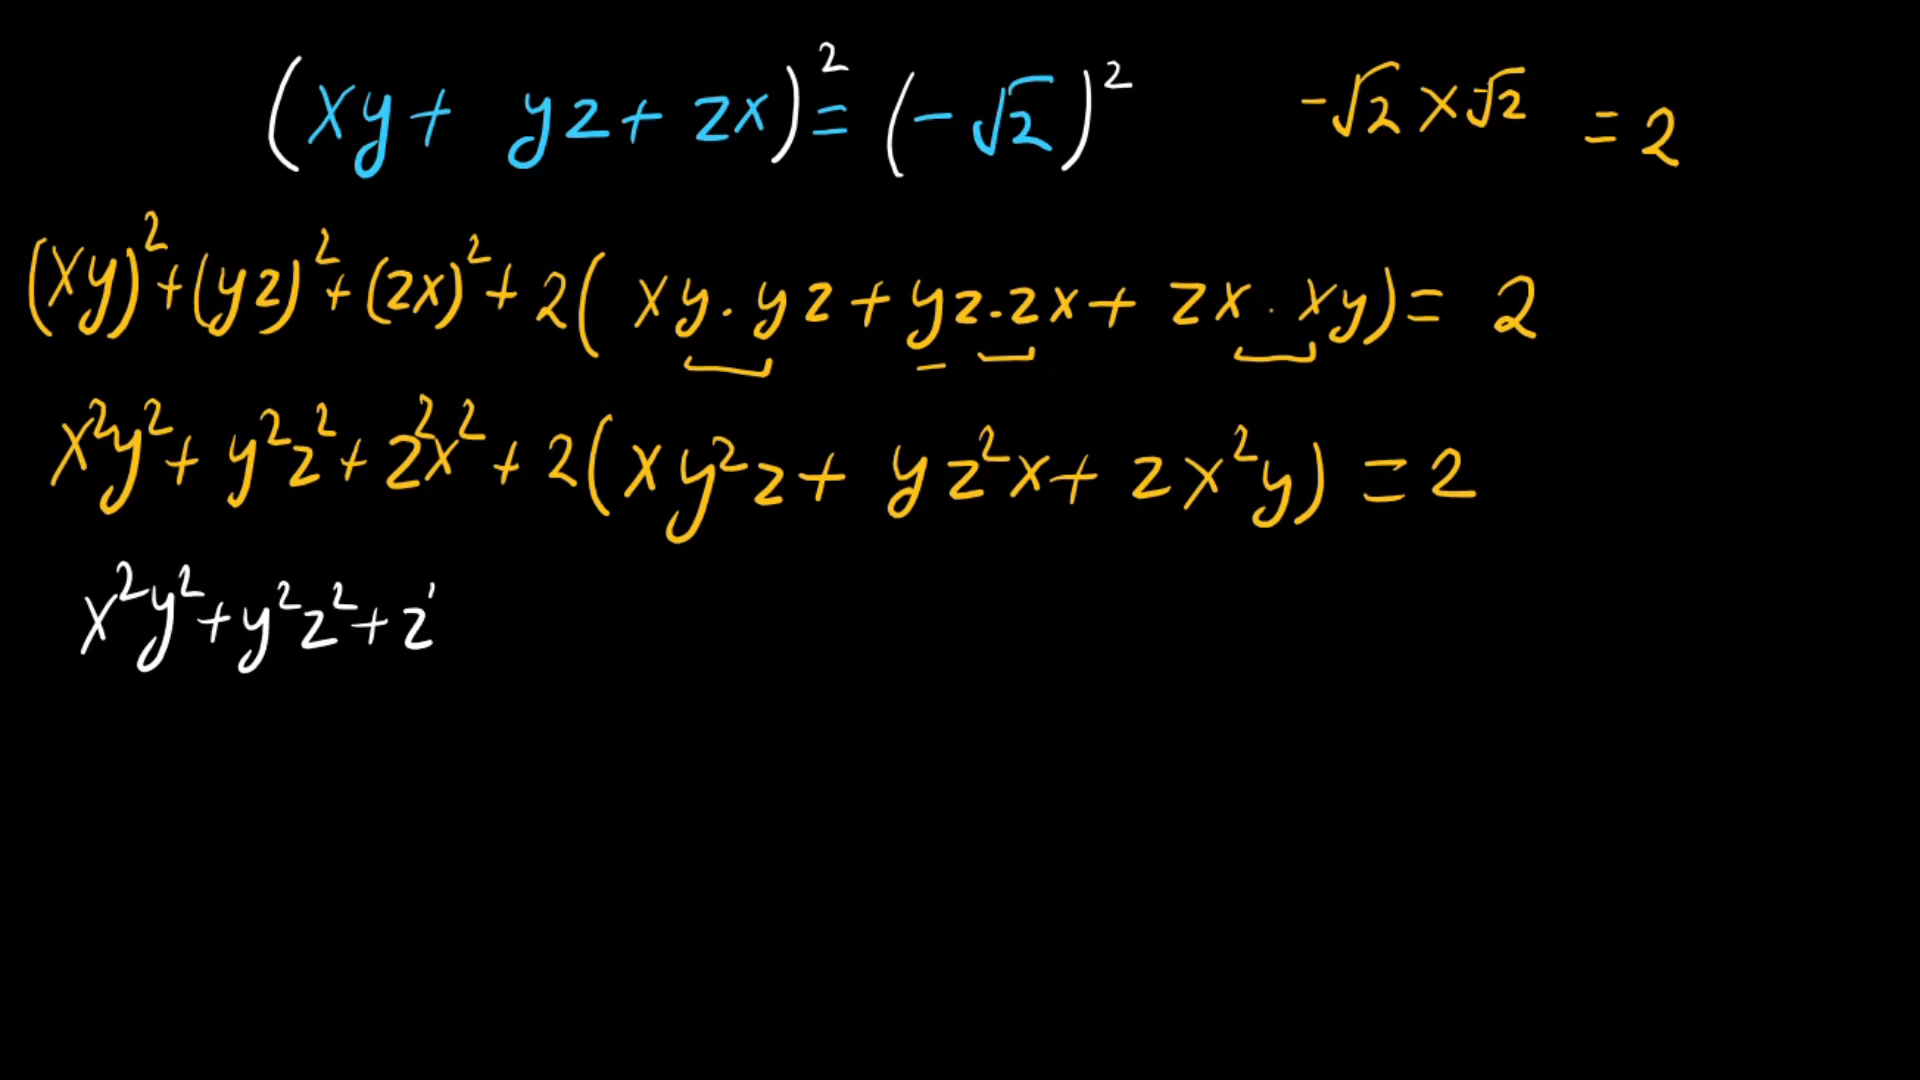 (xy + yz + zx)² = (-√2)² -√2 x √2 = 2
(xy)² + (yz)² + (zx)² + 2(xy.yz + yz.zx + zx.xy) = 2
x²y² + y²z² + z²x² + 2(xy²z + yz²x + zx²y) = 2
x²y² + y²z² + z'